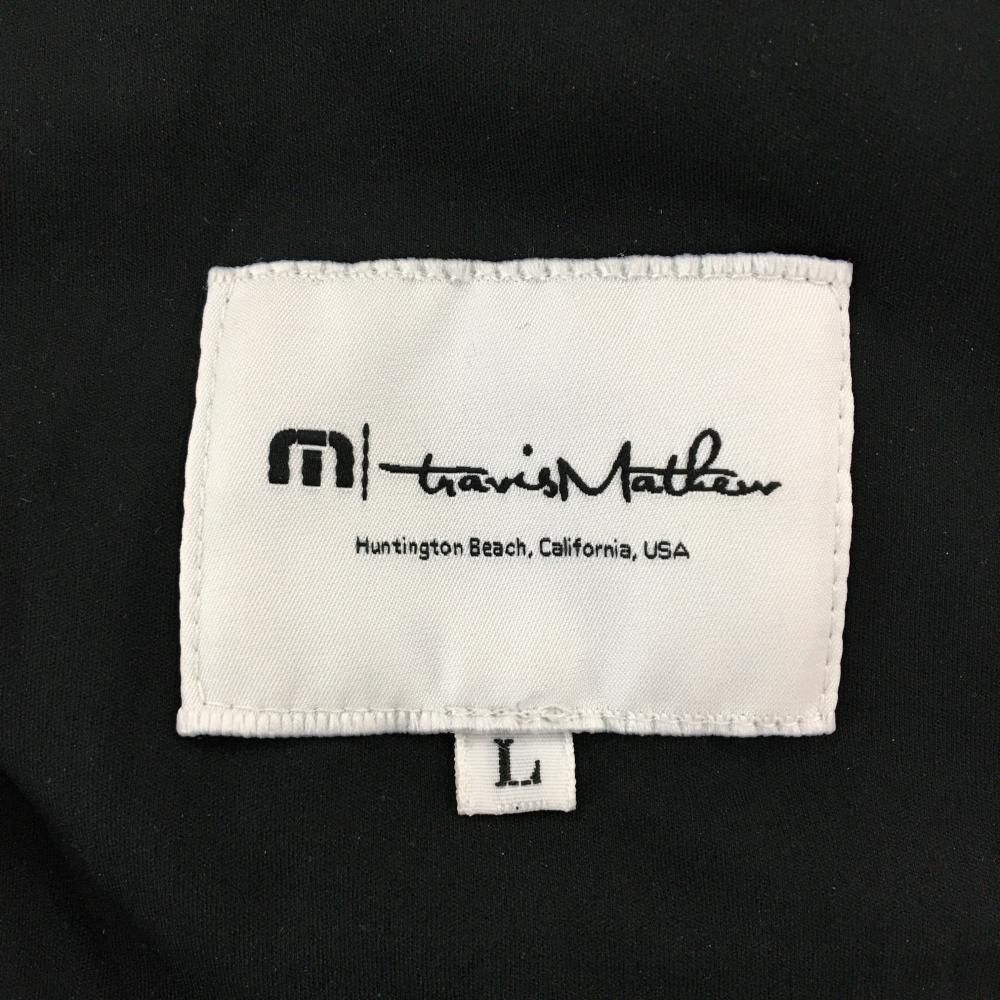 travisMathew
Huntington Beach, California, USA
L